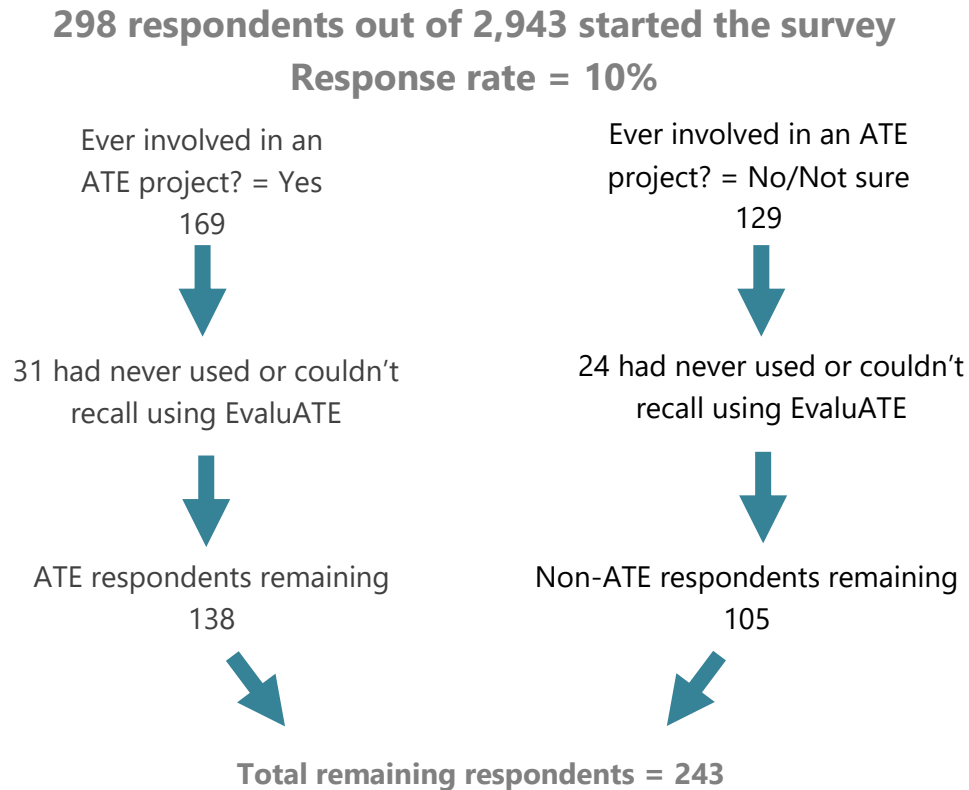 298 respondents out of 2,943 started the survey
Response rate = 10%
Ever involved in an
ATE project? = Yes
169
Ever involved in an ATE
project? = No/Not sure
129
31 had never used or couldn’t
recall using EvaluATE
24 had never used or couldn’t
recall using EvaluATE
ATE respondents remaining
138
Non-ATE respondents remaining
105
Total remaining respondents = 243